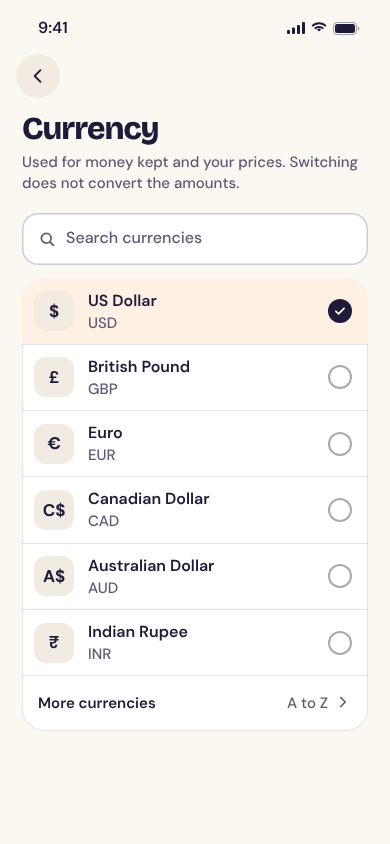 9:41
Currency
Used for money kept and your prices. Switching
does not convert the amounts.
Search currencies
$
US Dollar
USD
£
British Pound
GBP
€
Euro
EUR
C$
Canadian Dollar
CAD
A$
Australian Dollar
AUD
₹
Indian Rupee
INR
More currencies
A to Z